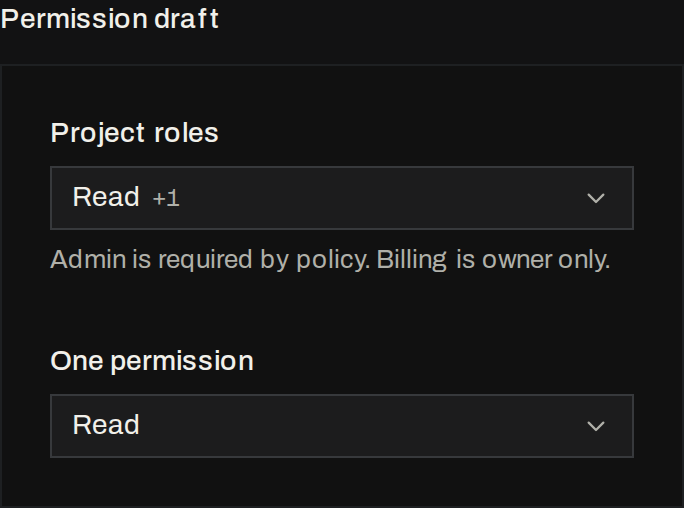 Permission draft
Project roles
Read +1
Admin is required by policy. Billing is owner only.
One permission
Read